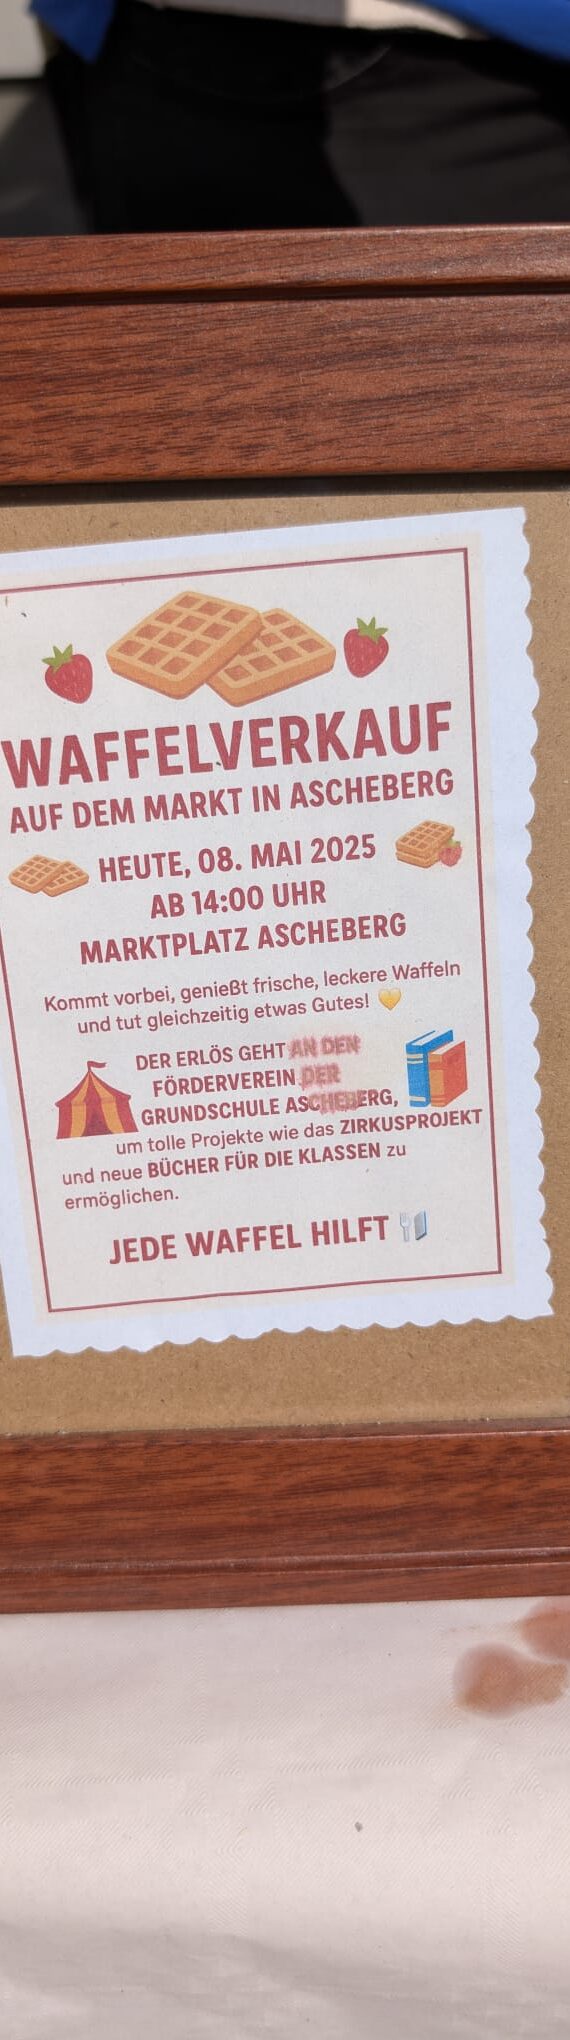 WAFFELVERKAUF
AUF DEM MARKT IN ASCHEBERG
HEUTE, 08. MAI 2025
AB 14:00 UHR
MARKTPLATZ ASCHEBERG
Kommt vorbei, genießt frische, leckere Waffeln
und tut gleichzeitig etwas Gutes!
DER ERLÖS GEHT AN DEN
FÖRDERVEREIN DER
GRUNDSCHULE ASCHEBERG,
um tolle Projekte wie das ZIRKUSPROJEKT
und neue BÜCHER FÜR DIE KLASSEN zu
ermöglichen.
JEDE WAFFEL HILFT